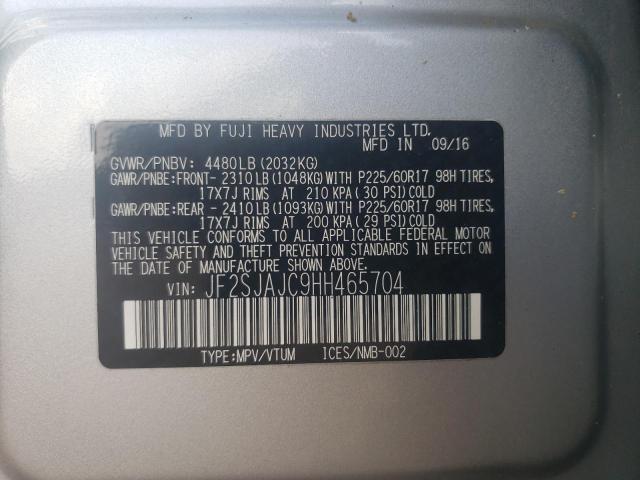 MFD BY FUJI HEAVY INDUSTRIES LTD.
MFD IN 09/16
GVWR/PNBV: 4480LB (2032KG)
GAWR/PNBE:FRONT- 2310LB (1048KG) WITH P225/60R17 98H TIRES,
17X7J RIMS AT 210 KPA (30 PSI) COLD
GAWR/PNBE:REAR - 2410LB (1093KG) WITH P225/60R17 98H TIRES,
17X7J RIMS AT 200 KPA (29 PSI) COLD
THIS VEHICLE CONFORMS TO ALL APPLICABLE FEDERAL MOTOR
VEHICLE SAFETY AND THEFT PREVENTION STANDARDS IN EFFECT ON
THE DATE OF MANUFACTURE SHOWN ABOVE.
VIN: JF2SJAJC9HH465704
TYPE:MPV/VTUM ICES/NMB-002